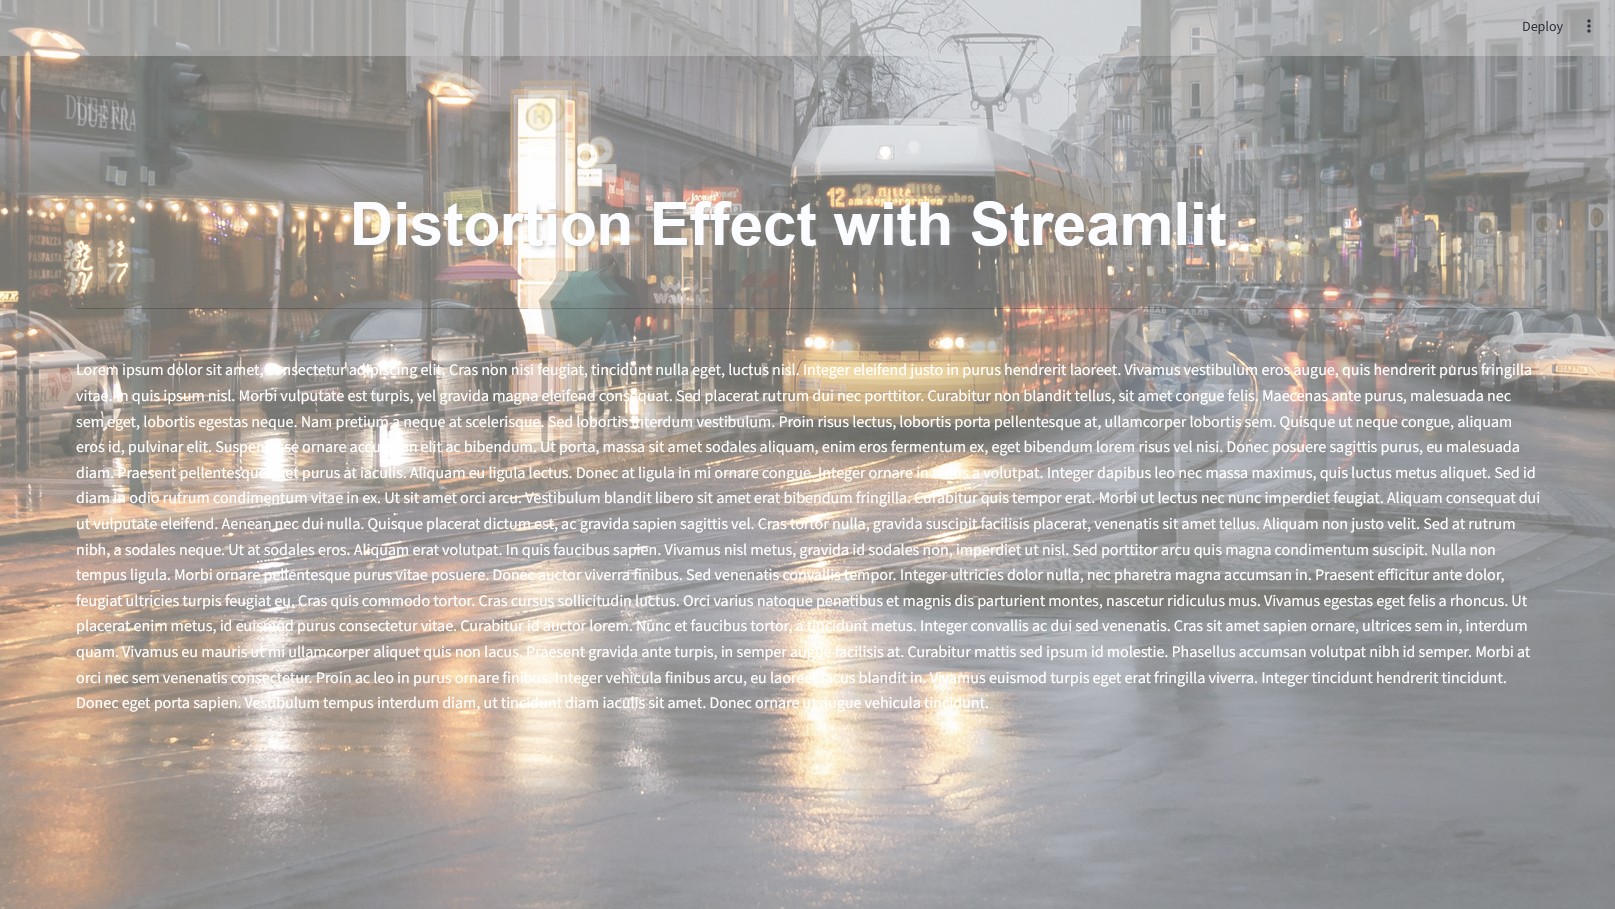 Deploy
DUE FRA
H
12 12 Mitte
am Kupfergraben
Distortion Effect with Streamlit
Lorem ipsum dolor sit amet, consectetur adipiscing elit. Cras non nisi feugiat, tincidunt nulla eget, luctus nisl. Integer eleifend justo in purus hendrerit laoreet. Vivamus vestibulum eros augue, quis hendrerit purus fringilla
vitae. In quis ipsum nisl. Morbi vulputate est turpis, vel gravida magna eleifend consequat. Sed placerat rutrum dui nec porttitor. Curabitur non blandit tellus, sit amet congue felis. Maecenas ante purus, malesuada nec
sem eget, lobortis egestas neque. Nam pretium a neque at scelerisque. Sed lobortis interdum vestibulum. Proin risus lectus, lobortis porta pellentesque at, ullamcorper lobortis sem. Quisque ut neque congue, aliquam
eros id, pulvinar elit. Suspendisse ornare accumsan elit ac bibendum. Ut porta, massa sit amet sodales aliquam, enim eros fermentum ex, eget bibendum lorem risus vel nisi. Donec posuere sagittis purus, eu malesuada
diam. Praesent pellentesque eget purus at iaculis. Aliquam eu ligula lectus. Donec at ligula in mi ornare congue. Integer ornare in arcu a volutpat. Integer dapibus leo nec massa maximus, quis luctus metus aliquet. Sed id
diam in odio rutrum condimentum vitae in ex. Ut sit amet orci arcu. Vestibulum blandit libero sit amet erat bibendum fringilla. Curabitur quis tempor erat. Morbi ut lectus nec nunc imperdiet feugiat. Aliquam consequat dui
ut vulputate eleifend. Aenean nec dui nulla. Quisque placerat dictum est, ac gravida sapien sagittis vel. Cras tortor nulla, gravida suscipit facilisis placerat, venenatis sit amet tellus. Aliquam non justo velit. Sed at rutrum
nibh, a sodales neque. Ut at sodales eros. Aliquam erat volutpat. In quis faucibus sapien. Vivamus nisl metus, gravida id sodales non, imperdiet ut nisl. Sed porttitor arcu quis magna condimentum suscipit. Nulla non
tempus ligula. Morbi ornare pellentesque purus vitae posuere. Donec auctor viverra finibus. Sed venenatis convallis tempor. Integer ultricies dolor nulla, nec pharetra magna accumsan in. Praesent efficitur ante dolor,
feugiat ultricies turpis feugiat eu. Cras quis commodo tortor. Cras cursus sollicitudin luctus. Orci varius natoque penatibus et magnis dis parturient montes, nascetur ridiculus mus. Vivamus egestas eget felis a rhoncus. Ut
placerat enim metus, id euismod purus consectetur vitae. Curabitur id auctor lorem. Nunc et faucibus tortor, a tincidunt metus. Integer convallis ac dui sed venenatis. Cras sit amet sapien ornare, ultrices sem in, interdum
quam. Vivamus eu mauris ut mi ullamcorper aliquet quis non lacus. Praesent gravida ante turpis, in semper augue facilisis at. Curabitur mattis sed ipsum id molestie. Phasellus accumsan volutpat nibh id semper. Morbi at
orci nec sem venenatis consectetur. Proin ac leo in purus ornare finibus. Integer vehicula finibus arcu, eu laoreet lacus blandit in. Vivamus euismod turpis eget erat fringilla viverra. Integer tincidunt hendrerit tincidunt.
Donec eget porta sapien. Vestibulum tempus interdum diam, ut tincidunt diam iaculis sit amet. Donec ornare ut augue vehicula tincidunt.